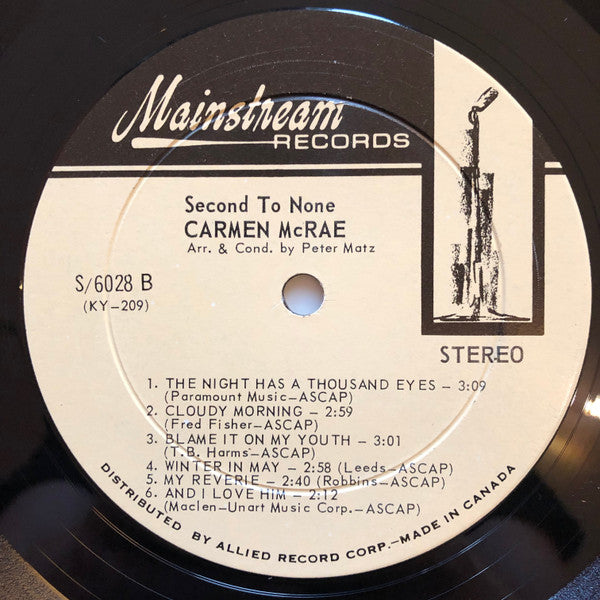 Mainstream
RECORDS
Second To None
CARMEN McRAE
Arr. & Cond. by Peter Matz
S/6028 B
(KY-209)
STEREO
1. THE NIGHT HAS A THOUSAND EYES – 3:09
(Paramount Music–ASCAP)
2. CLOUDY MORNING – 2:59
(Fred Fisher–ASCAP)
3. BLAME IT ON MY YOUTH – 3:01
(T.B. Harms–ASCAP)
4. WINTER IN MAY – 2:58 (Leeds–ASCAP)
5. MY REVERIE – 2:40 (Robbins–ASCAP)
6. AND I LOVE HIM – 2:12
(Maclen–Unart Music Corp.–ASCAP)
DISTRIBUTED BY ALLIED RECORD CORP.–MADE IN CANADA